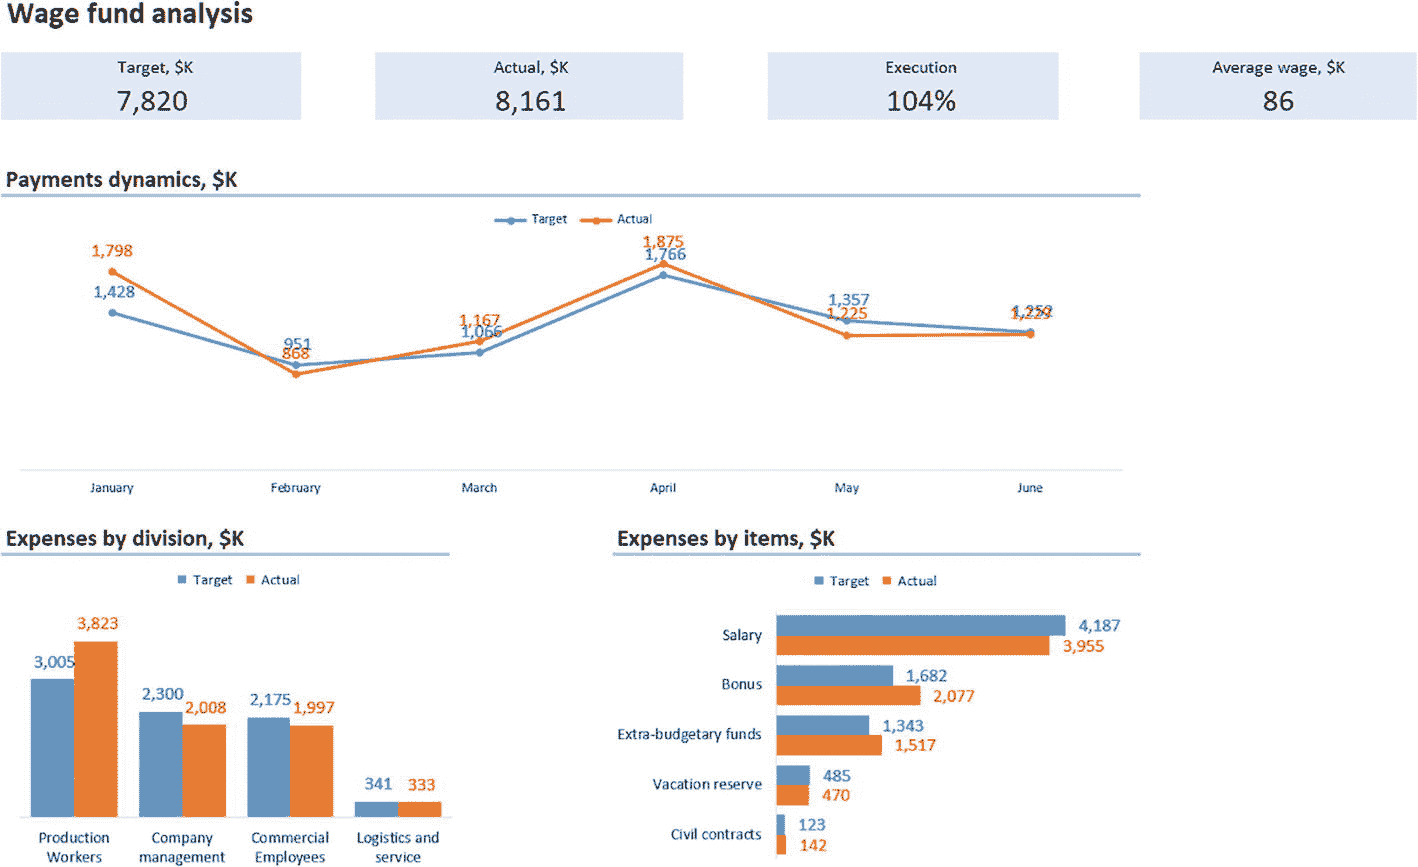 Wage fund analysis
Target, $K
7,820
Actual, $K
8,161
Execution
104%
Average wage, $K
86
Payments dynamics, $K
Target Actual
1,798
1,428
951
868
1,167
1,066
1,875
1,766
1,357
1,225
January February March April May June
Expenses by division, $K
Target Actual
3,005 3,823
2,300 2,008
2,175 1,997
341 333
Production
Workers
Company
management
Commercial
Employees
Logistics and
service
Expenses by items, $K
Target Actual
Salary
4,187
3,955
Bonus
1,682
2,077
Extra-budgetary funds
1,343
1,517
Vacation reserve
485
470
Civil contracts
123
142